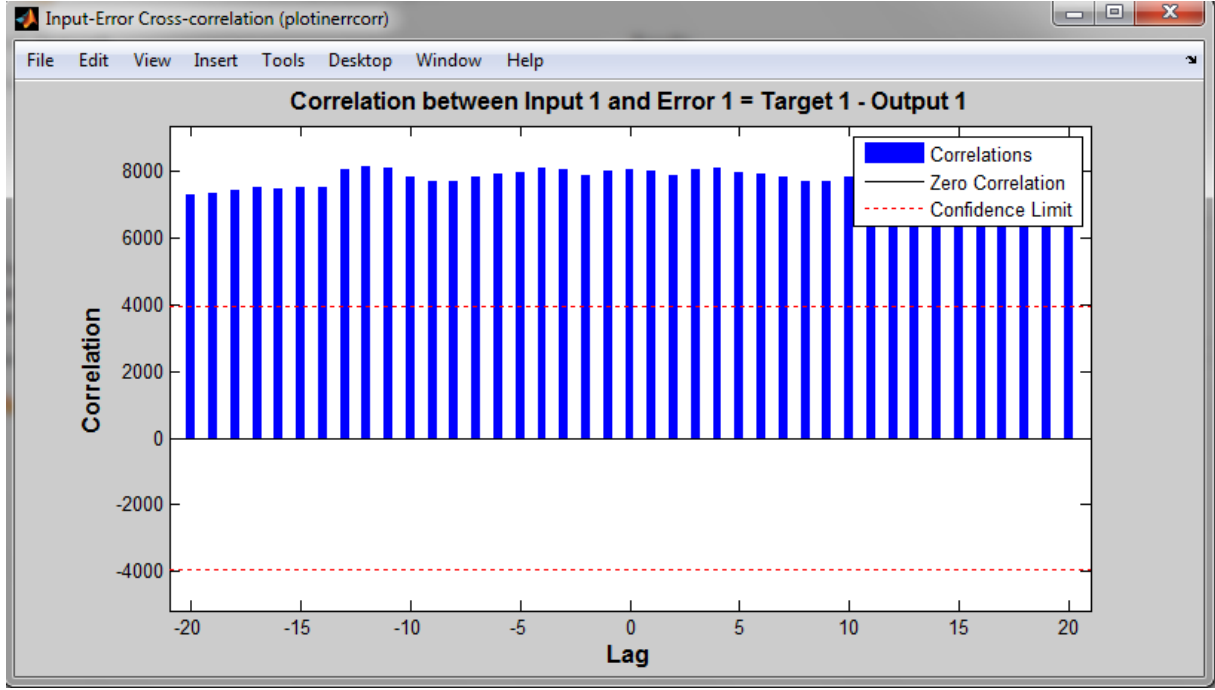 Input-Error Cross-correlation (plotinerrcorr)
File Edit View Insert Tools Desktop Window Help
Correlation between Input 1 and Error 1 = Target 1 - Output 1
Correlations
Zero Correlation
Confidence Limit
8000
6000
4000
2000
0
-2000
-4000
Correlation
-20 -15 -10 -5 0 5 10 15 20
Lag